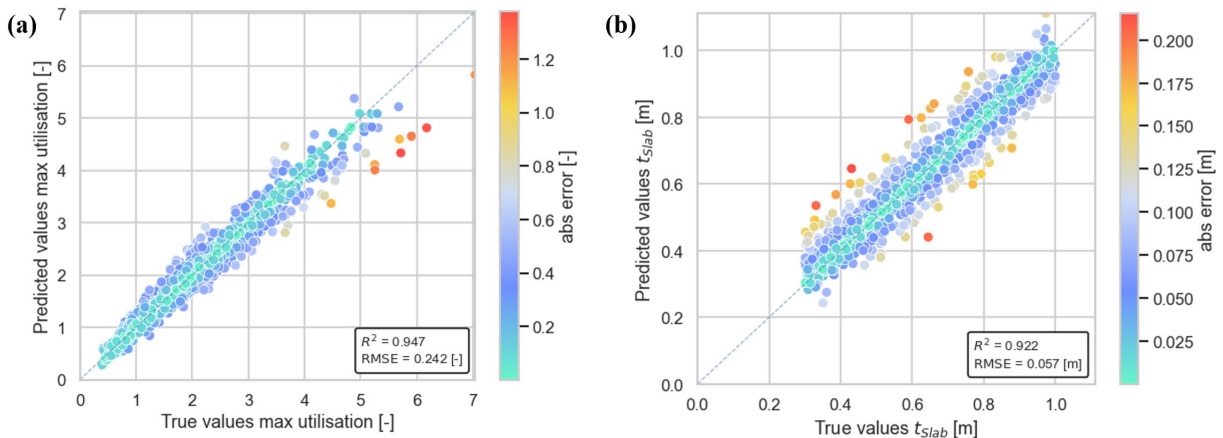 (a)
Predicted values max utilisation [-]
7
6
5
4
3
2
1
0
0 1 2 3 4 5 6 7
True values max utilisation [-]
R² = 0.947
RMSE = 0.242 [-]
1.2
1.0
0.8
0.6
0.4
0.2
abs error [-]
(b)
Predicted values t_Slab [m]
1.0
0.8
0.6
0.4
0.2
0.0
0.0 0.2 0.4 0.6 0.8 1.0
True values t_Slab [m]
R² = 0.922
RMSE = 0.057 [m]
0.200
0.175
0.150
0.125
0.100
0.075
0.050
0.025
abs error [m]